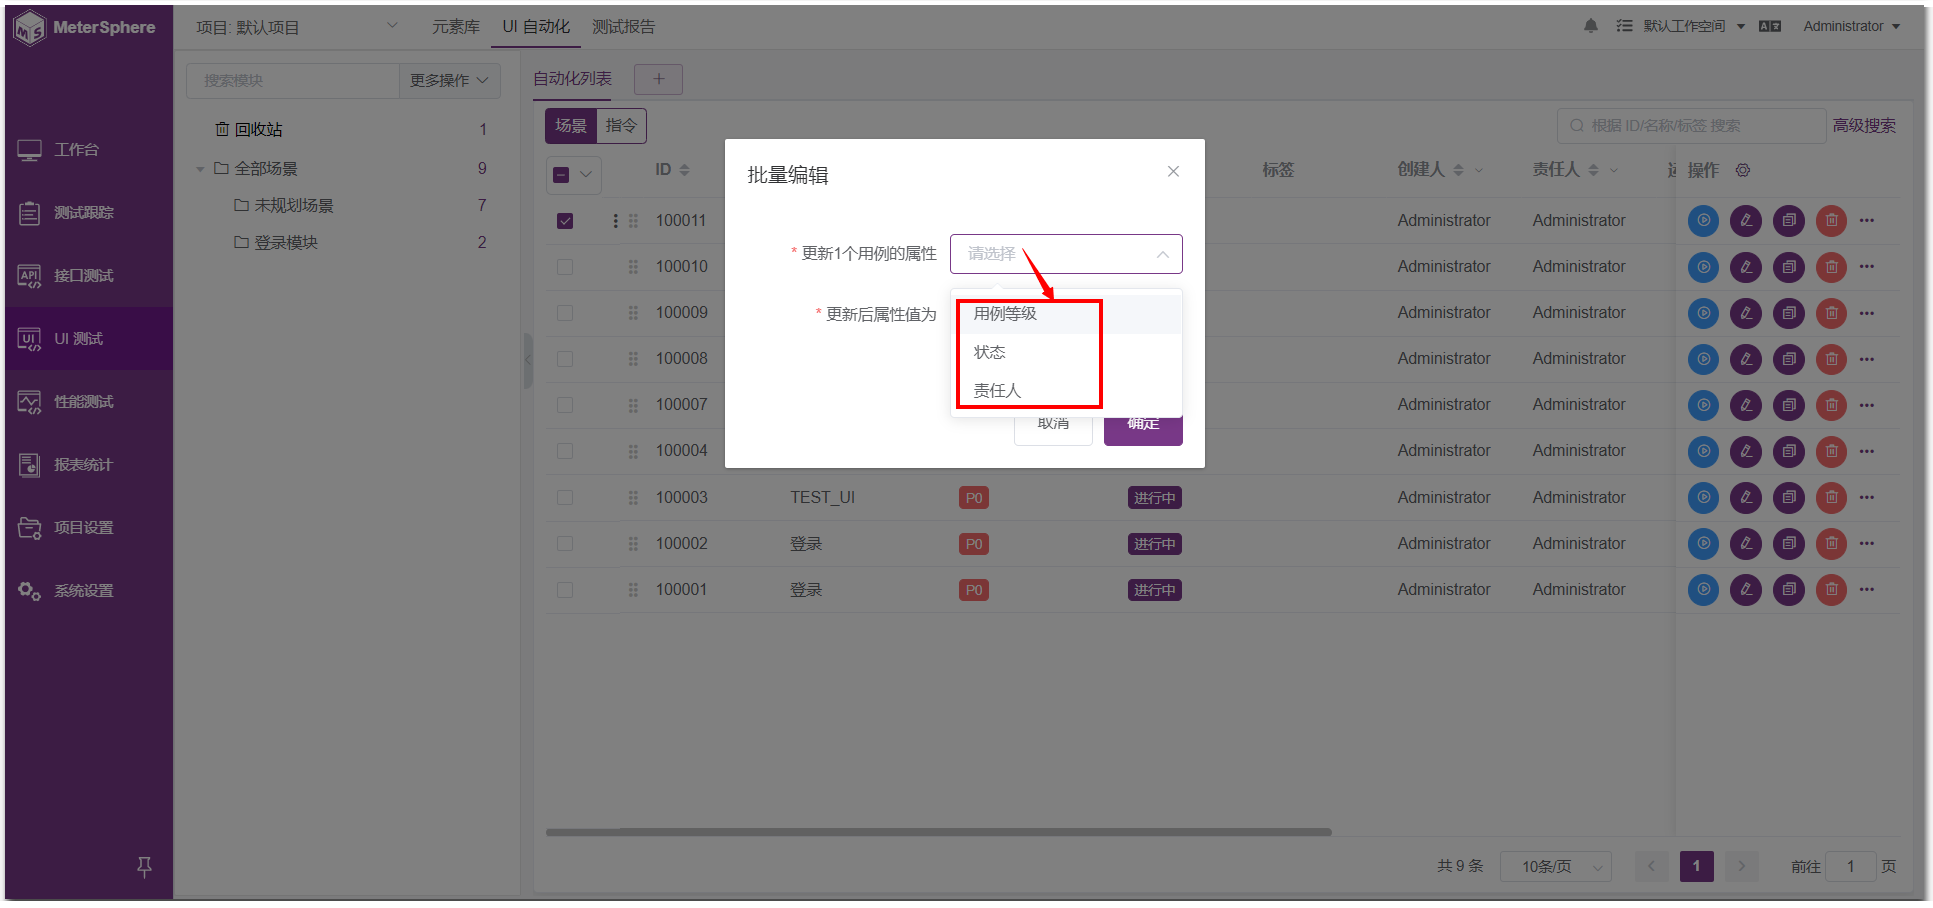 MeterSphere
项目: 默认项目
元素库
UI 自动化
测试报告
默认工作空间
Administrator
工作台
测试跟踪
接口测试
UI 测试
性能测试
报表统计
项目设置
系统设置
搜索模块
更多操作
回收站 1
全部场景 9
未规划场景 7
登录模块 2
自动化列表
+
场景 指令
根据 ID/名称/标签 搜索
高级搜索
ID 标签 创建人 责任人 操作
100011 Administrator Administrator
100010 Administrator Administrator
100009 Administrator Administrator
100008 Administrator Administrator
100007 Administrator Administrator
100004 Administrator Administrator
100003 TEST_UI P0 进行中 Administrator Administrator
100002 登录 P0 进行中 Administrator Administrator
100001 登录 P0 进行中 Administrator Administrator
批量编辑
* 更新1个用例的属性
请选择
* 更新后属性值为
用例等级
状态
责任人
取消
确定
共 9 条
10条/页
1
前往 1 页